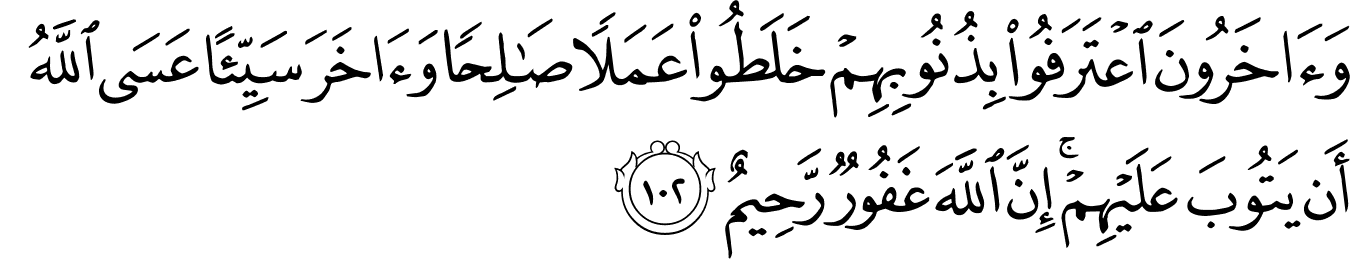 وَءَاخَرُونَ ٱعْتَرَفُوا۟ بِذُنُوبِهِمْ خَلَطُوا۟ عَمَلًا صَـٰلِحًا وَءَاخَرَ سَيِّئًا عَسَى ٱللَّهُ
أَن يَتُوبَ عَلَيْهِمْ ۚ إِنَّ ٱللَّهَ غَفُورٌ رَّحِيمٌ ١٠٢